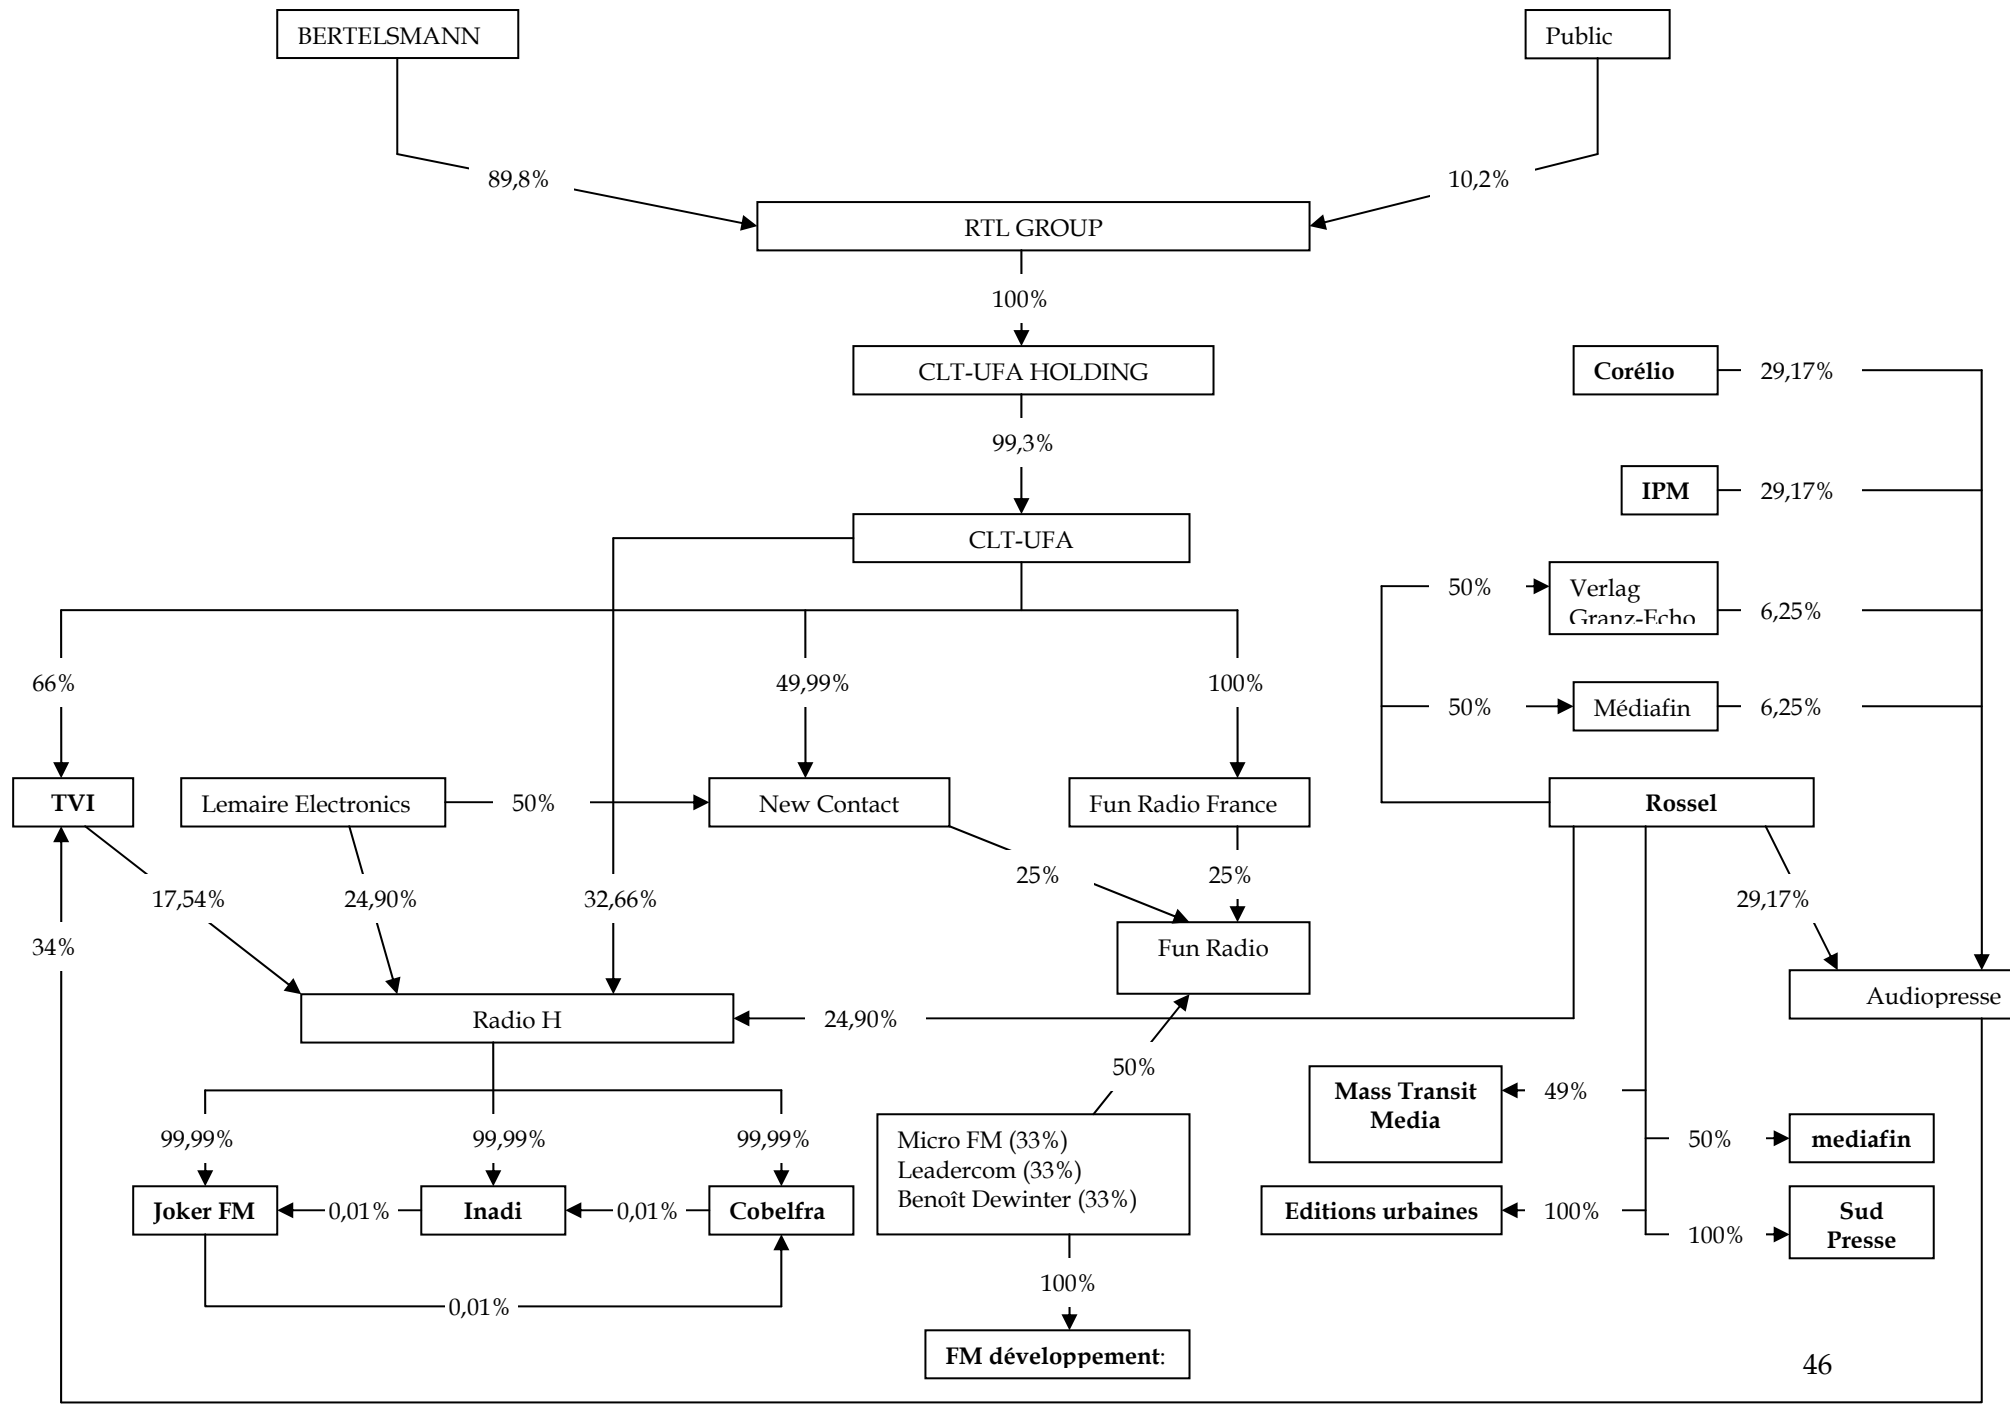 BERTELSMANN
Public
89,8%
10,2%
RTL GROUP
100%
CLT-UFA HOLDING
Corélio
29,17%
99,3%
IPM
29,17%
CLT-UFA
50%
Verlag
Granz-Echo
6,25%
66%
49,99%
100%
50%
Médiafin
6,25%
TVI
Lemaire Electronics
50%
New Contact
Fun Radio France
Rossel
17,54%
24,90%
32,66%
25%
25%
29,17%
34%
Fun Radio
Audiopresse
Radio H
24,90%
50%
Mass Transit
Media
49%
99,99%
99,99%
99,99%
Micro FM (33%)
Leadercom (33%)
Benoît Dewinter (33%)
50%
mediafin
Joker FM
0,01%
Inadi
0,01%
Cobelfra
Editions urbaines
100%
100%
Sud
Presse
0,01%
100%
FM développement:
46